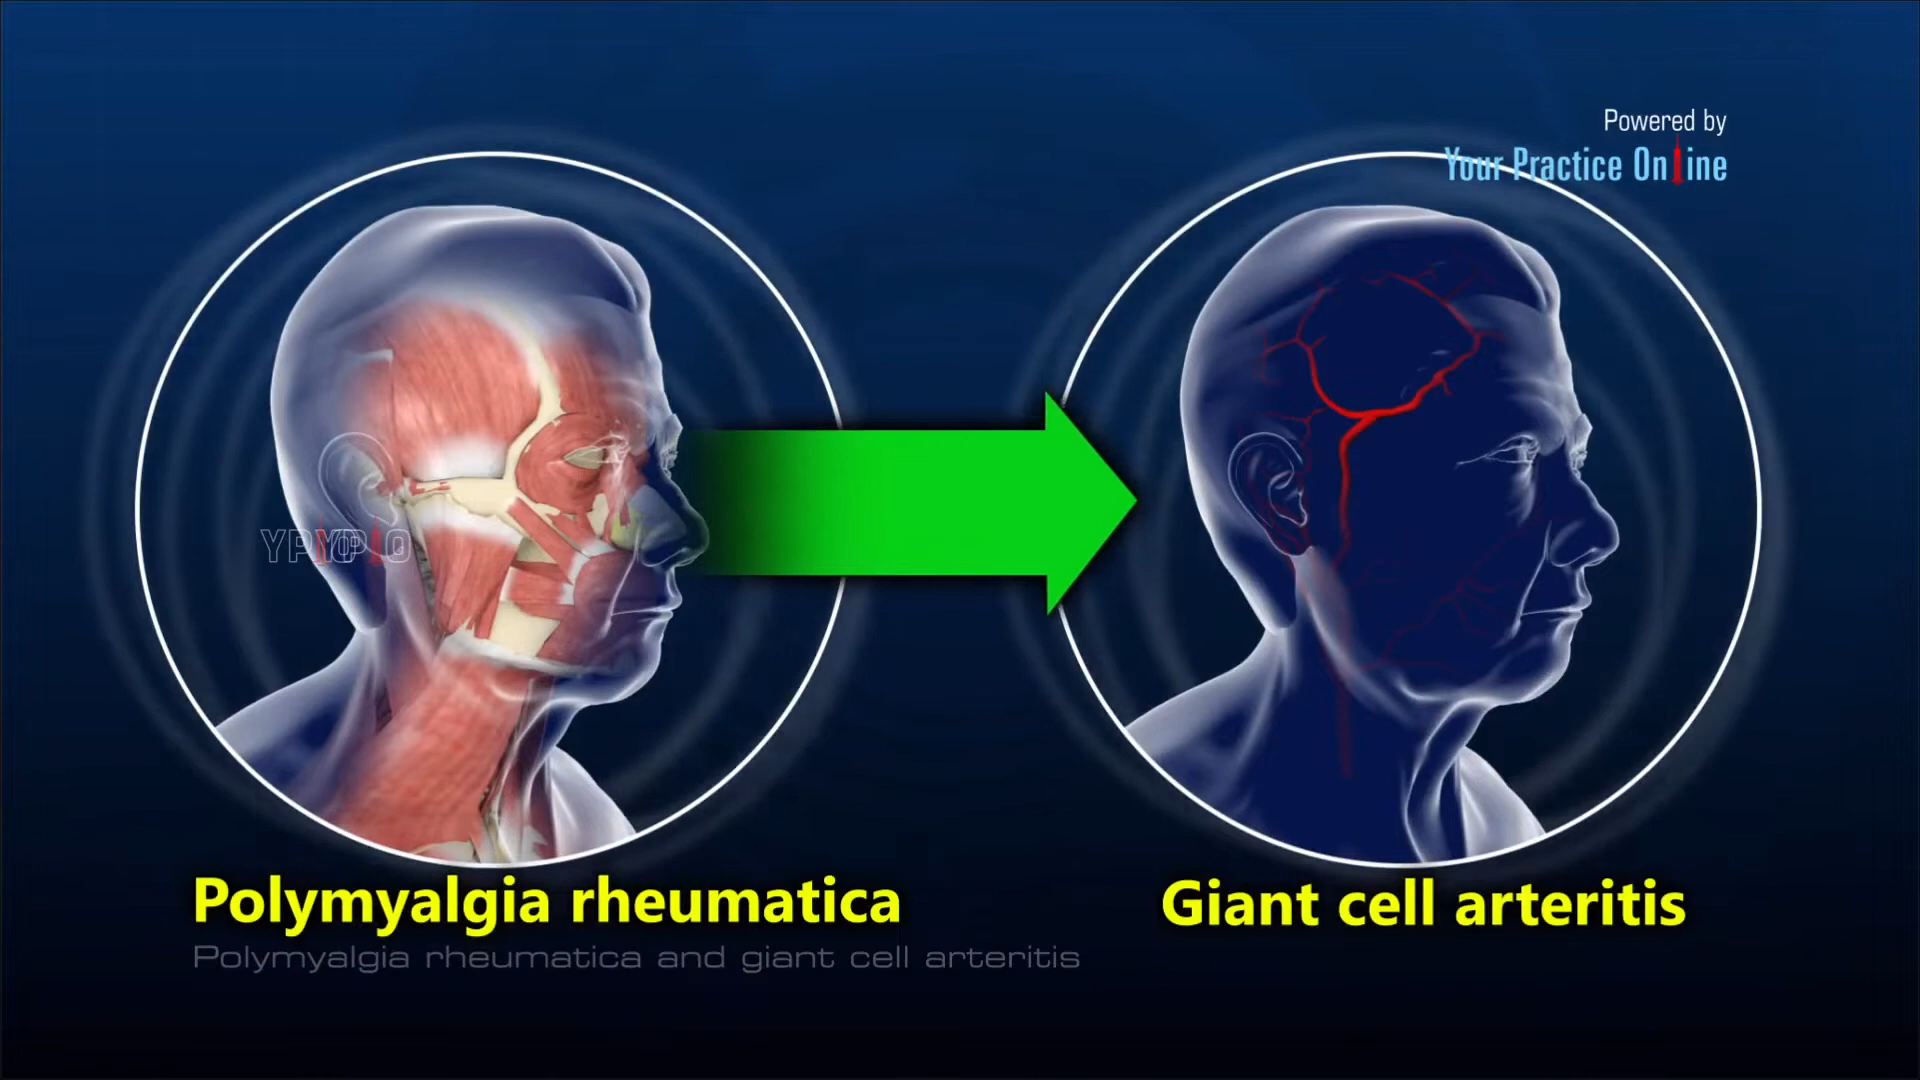 Powered by
Your Practice Online
Polymyalgia rheumatica
Giant cell arteritis
Polymyalgia rheumatica and giant cell arteritis